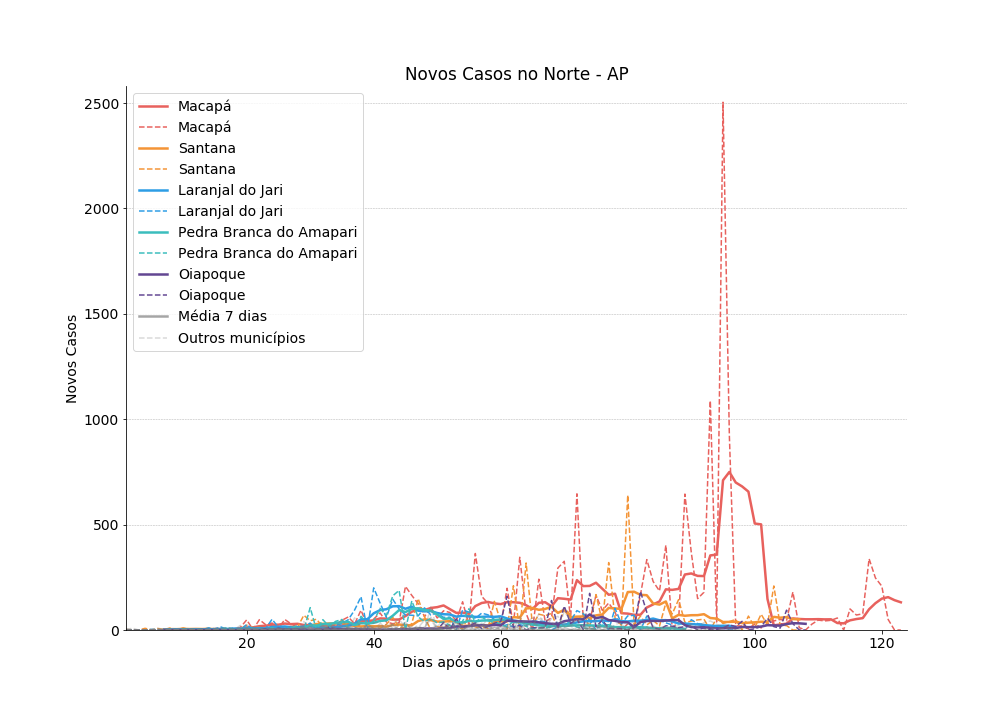 Novos Casos no Norte - AP
2500
2000
1500
1000
500
0
Novos Casos
Macapá
Macapá
Santana
Santana
Laranjal do Jari
Laranjal do Jari
Pedra Branca do Amapari
Pedra Branca do Amapari
Oiapoque
Oiapoque
Média 7 dias
Outros municípios
20 40 60 80 100 120
Dias após o primeiro confirmado